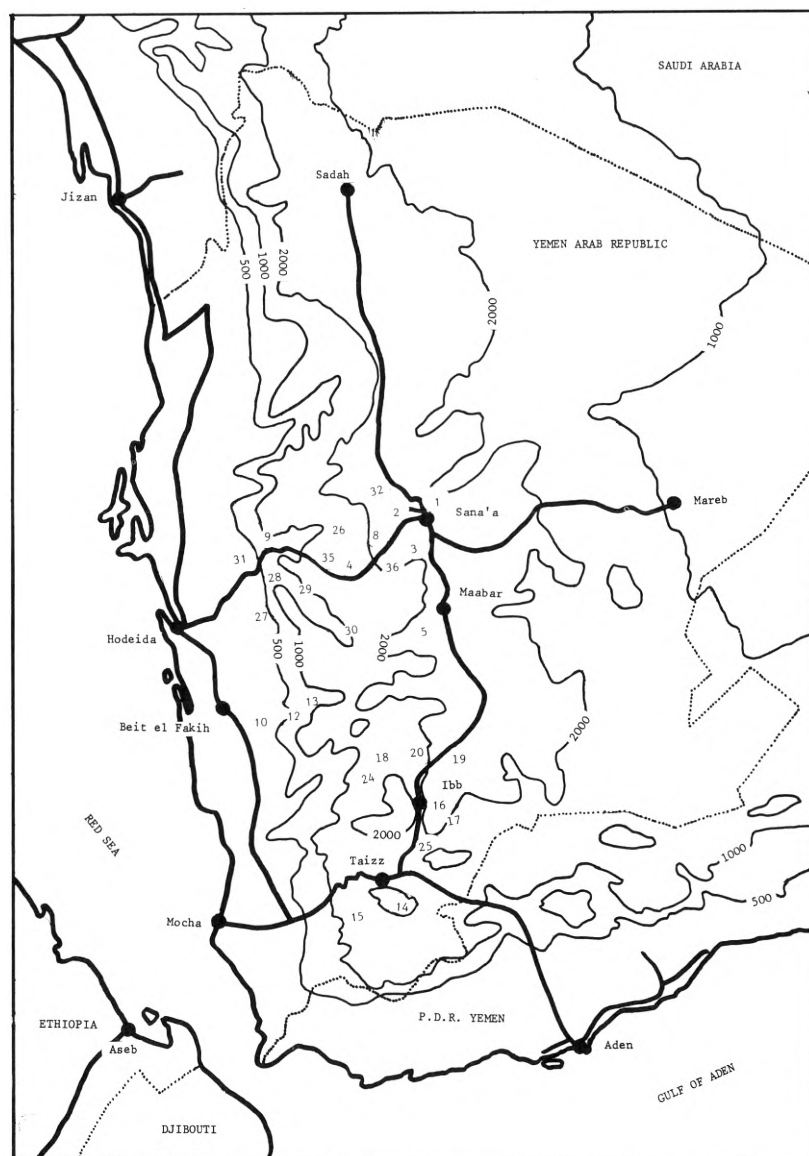 SAUDI ARABIA
Sadah
Jizan
YEMEN ARAB REPUBLIC
2000
1000
500
2000
1000
32
1
2
Sana'a
Mareb
26
9
8
3
31
35
4
36
28
29
Maabar
27
30
5
Hodeida
500
1000
2000
13
10
12
Beit el Fakih
2000
18
20
19
24
Ibb
16
17
2000
25
RED SEA
Taizz
1000
500
14
15
Mocha
P.D.R. YEMEN
ETHIOPIA
Aseb
Aden
GULF OF ADEN
DJIBOUTI